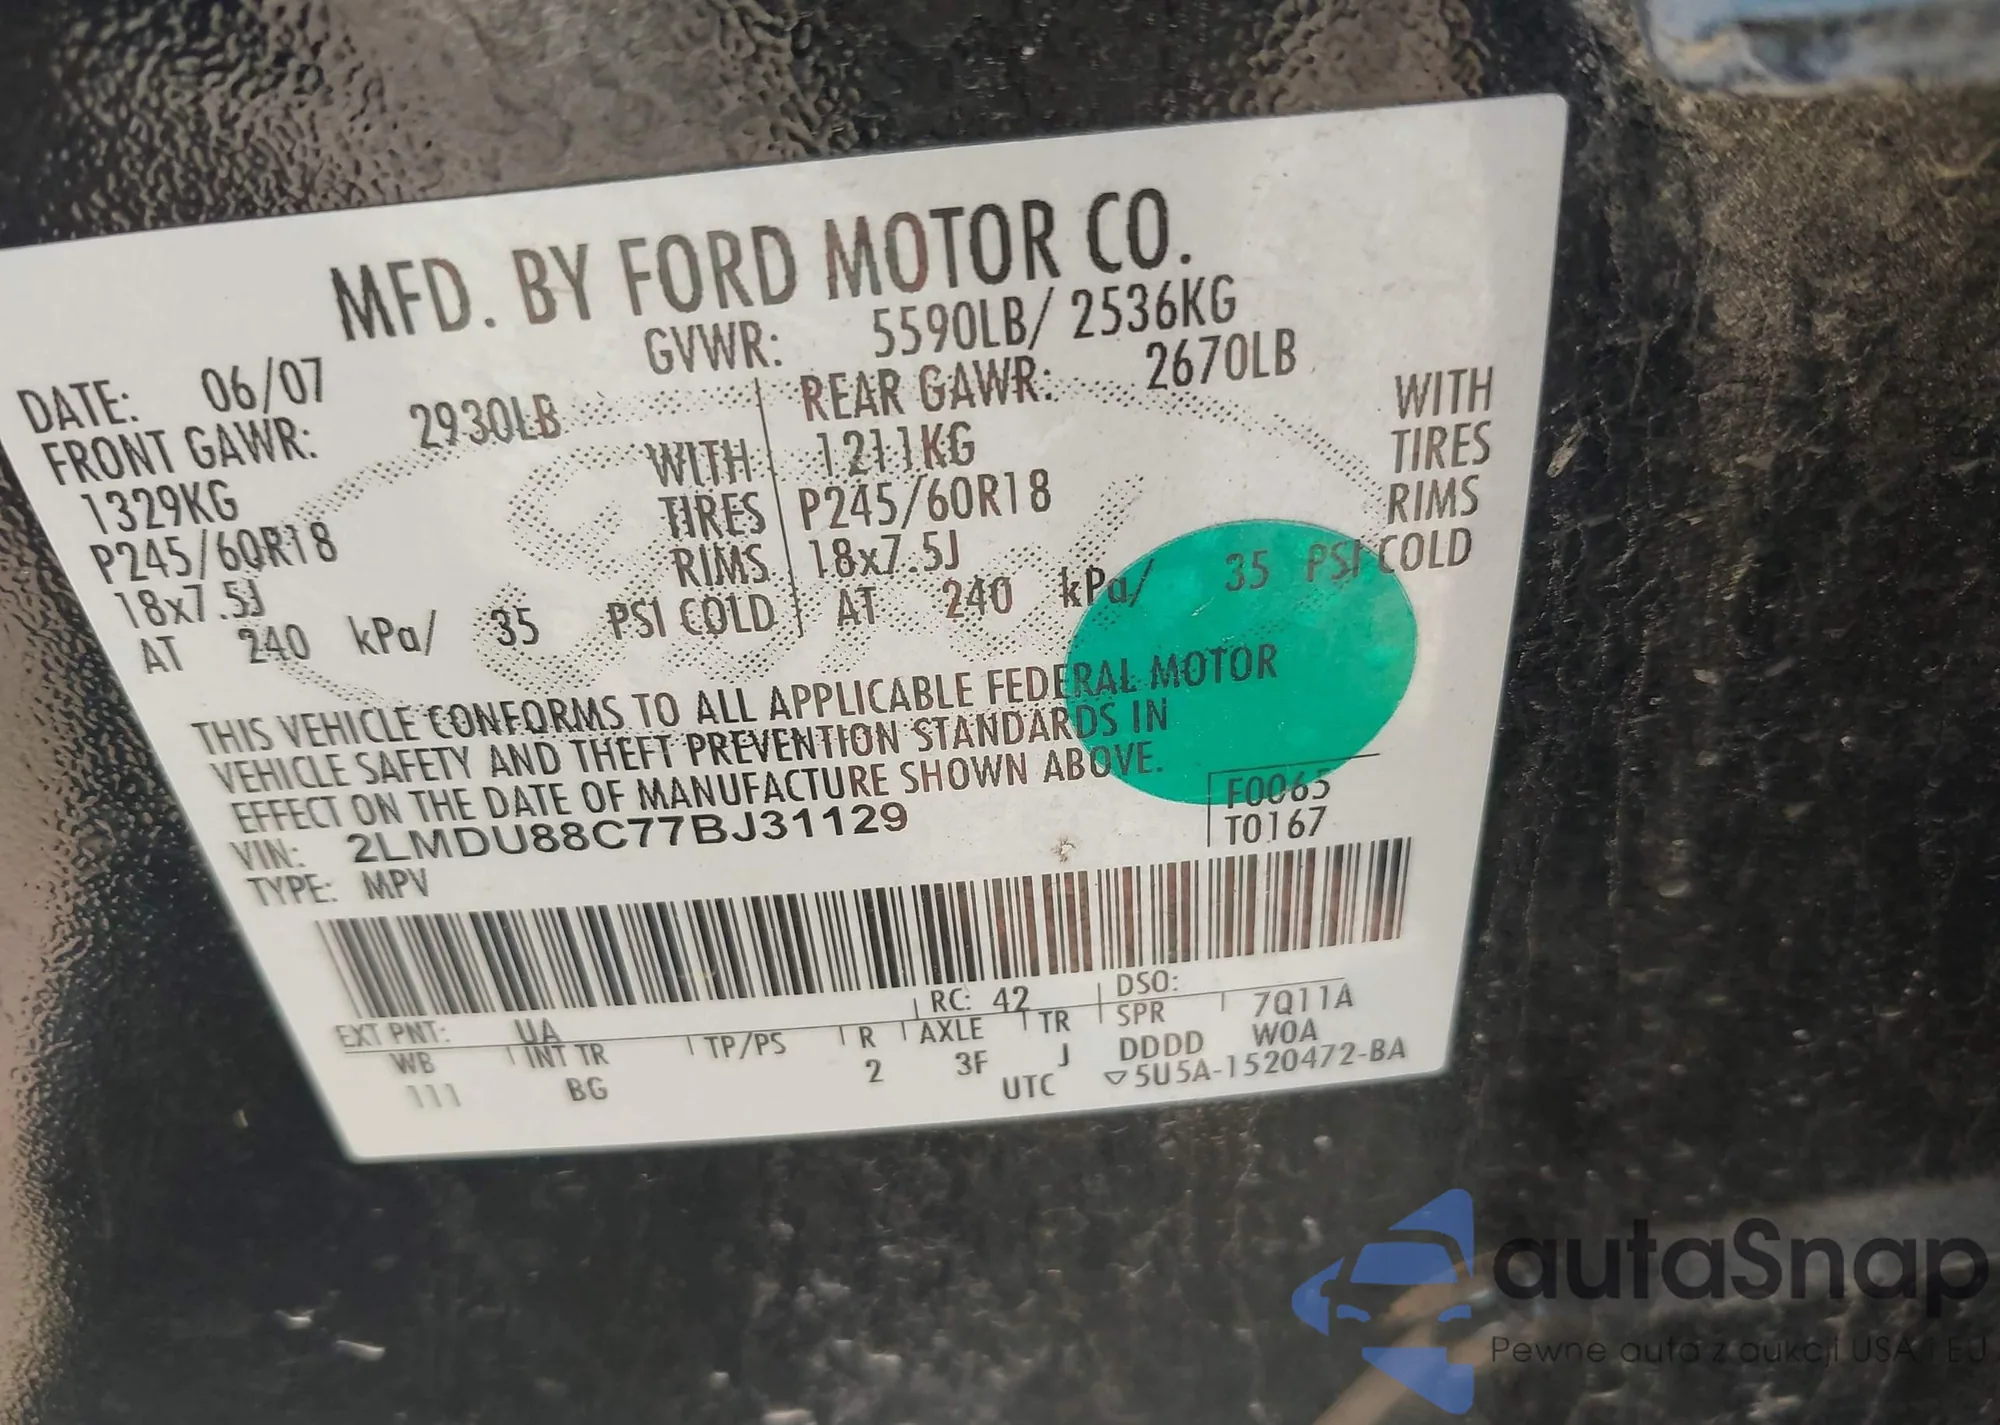 MFD. BY FORD MOTOR CO.
DATE: 06/07 GVWR: 5590LB/ 2536KG
FRONT GAWR: 2930LB REAR GAWR: 2670LB
1329KG WITH 1211KG WITH
P245/60R18 TIRES P245/60R18 TIRES
18x7.5J RIMS 18x7.5J RIMS
AT 240 kPa/ 35 PSI COLD AT 240 kPa/ 35 PSI COLD
THIS VEHICLE CONFORMS TO ALL APPLICABLE FEDERAL MOTOR
VEHICLE SAFETY AND THEFT PREVENTION STANDARDS IN
EFFECT ON THE DATE OF MANUFACTURE SHOWN ABOVE.
VIN: 2LMDU88C77BJ31129 F0065
TYPE: MPV T0167
EXT PNT: UA RC: 42 DSO:
WB INT TR TP/PS R AXLE TR SPR 7Q11A
111 BG 2 3F J DDDD WOA
UTC ▽5U5A-1520472-BA
autaSnap
Pewne auta z aukcji USA i EU